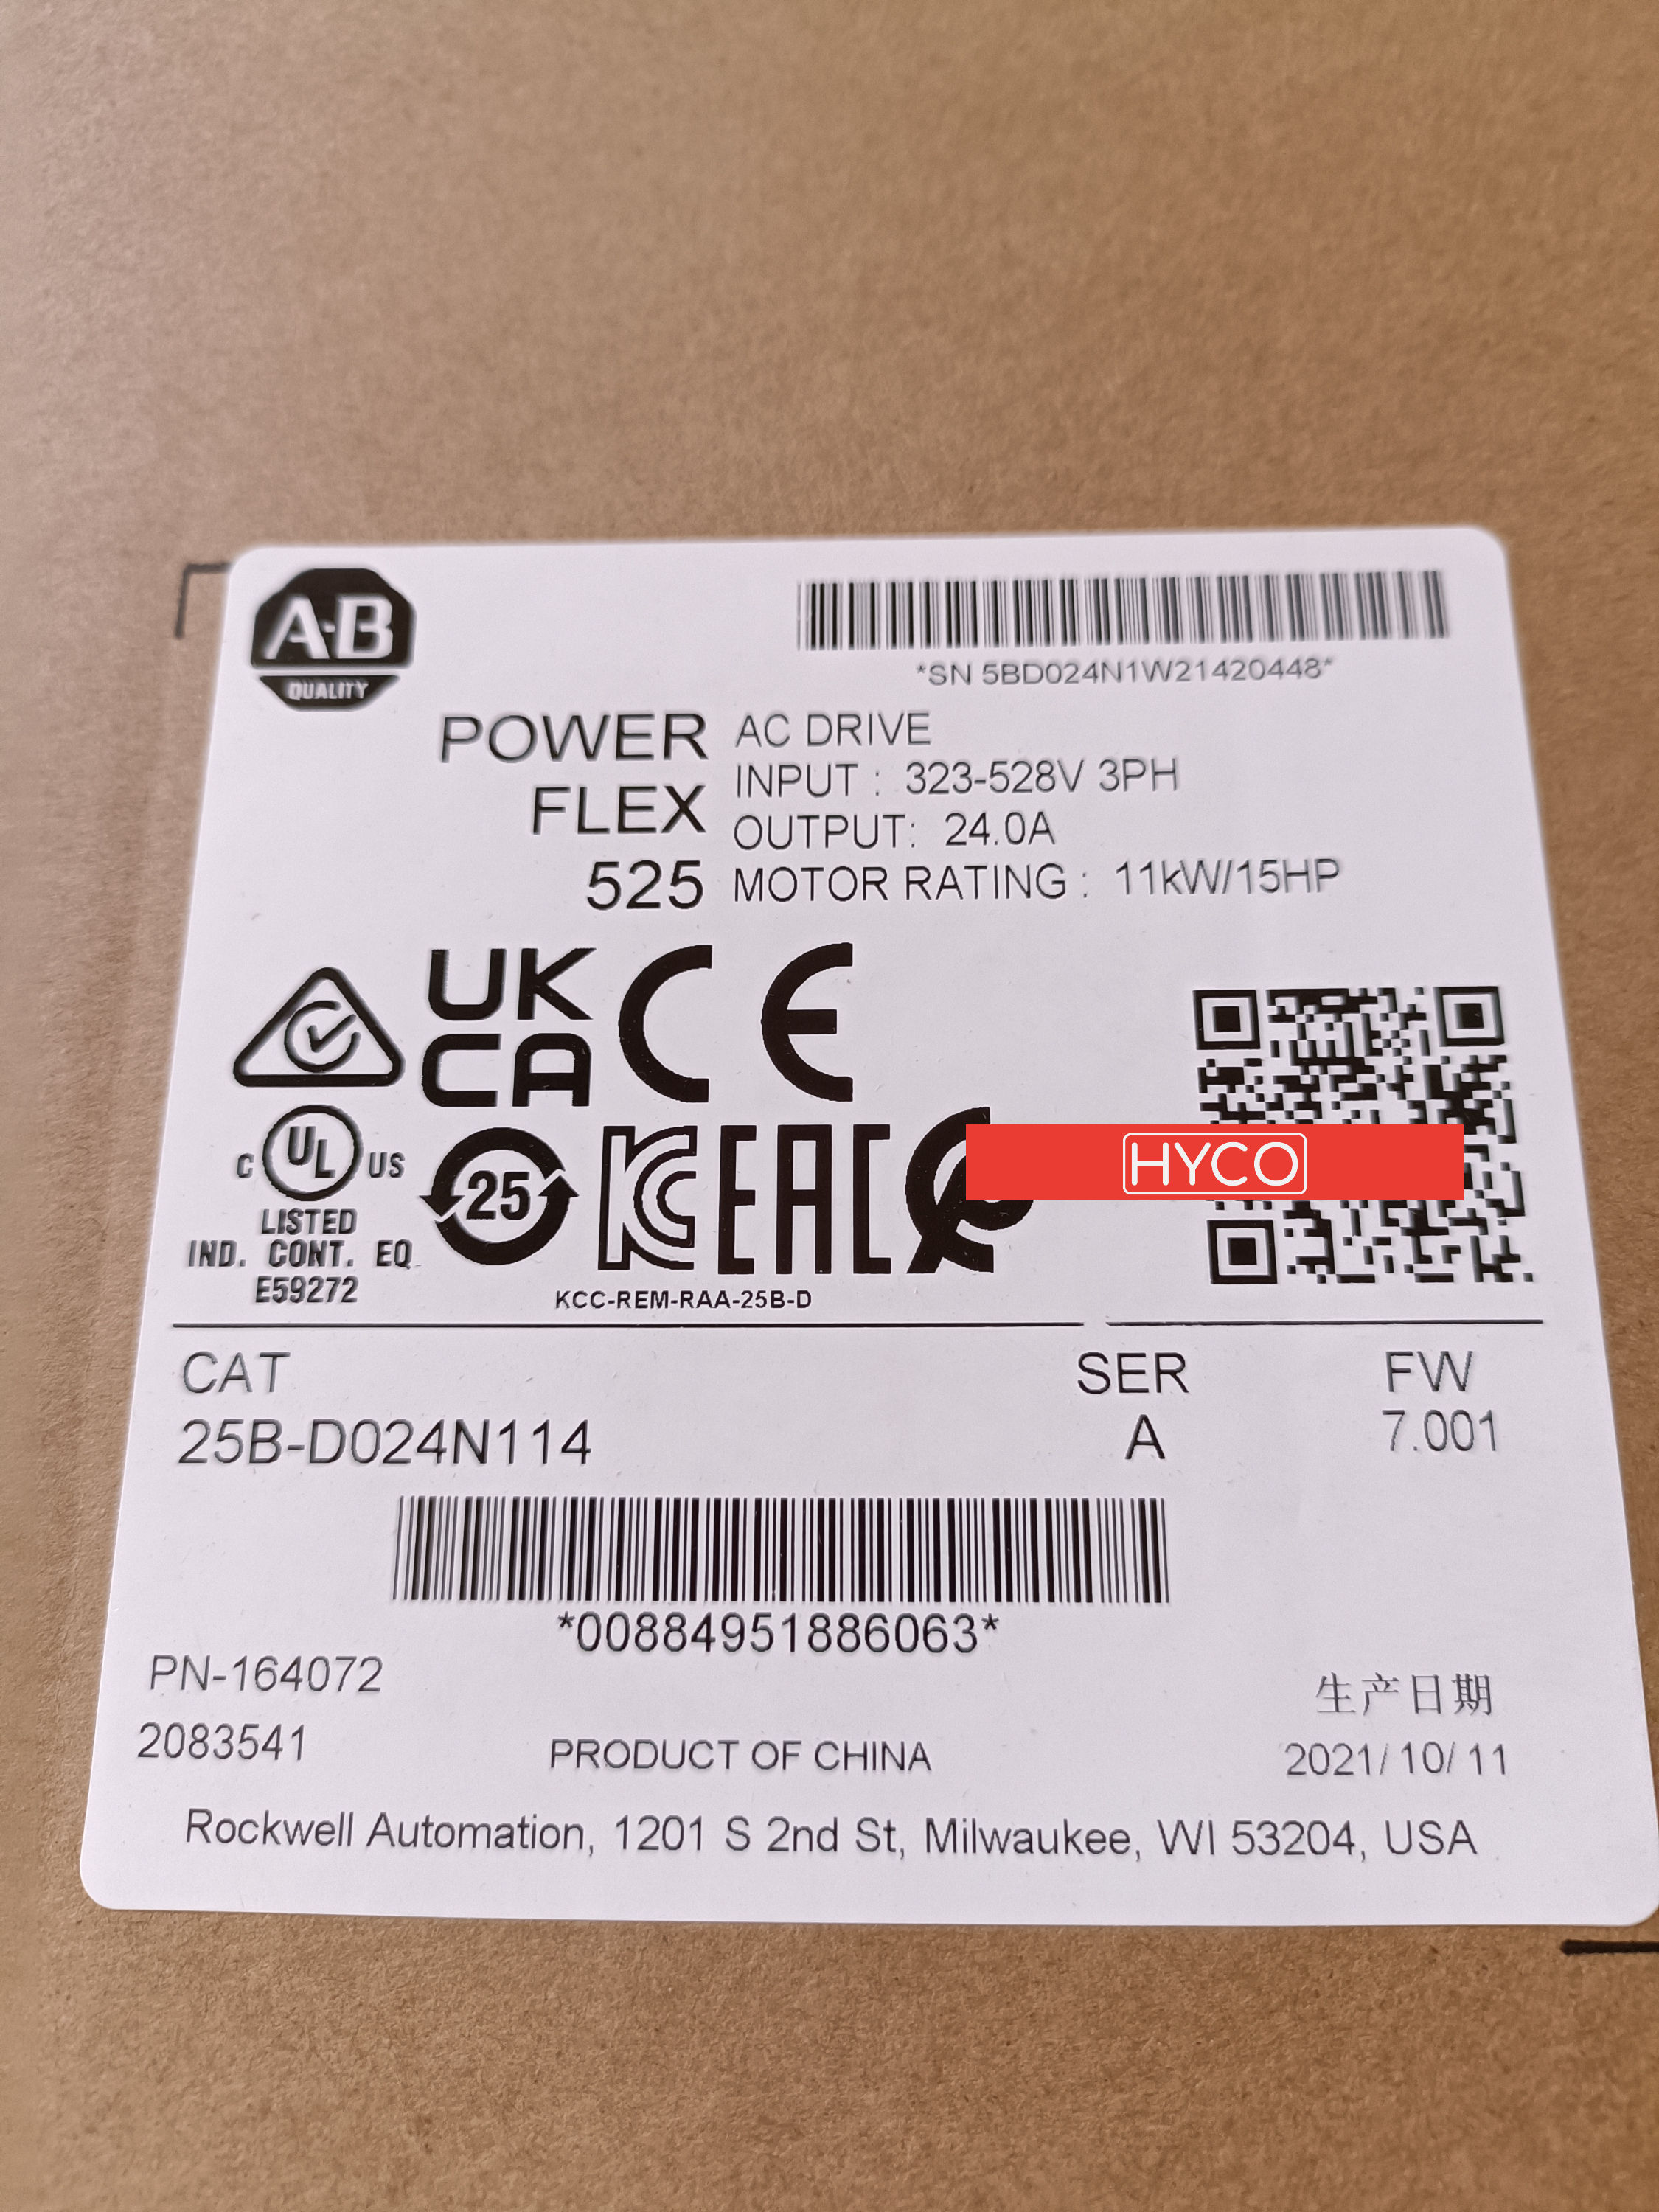 A-B
QUALITY
*SN 5BD024N1W21420448*
POWER
FLEX
525
AC DRIVE
INPUT : 323-528V 3PH
OUTPUT: 24.0A
MOTOR RATING : 11kW/15HP
UK
CA
CE
C UL US
LISTED
IND. CONT. EQ
E59272
25
KC
EAC
KCC-REM-RAA-25B-D
HYCO
CAT
25B-D024N114
SER
A
FW
7.001
*00884951886063*
PN-164072
2083541
PRODUCT OF CHINA
生产日期
2021/10/11
Rockwell Automation, 1201 S 2nd St, Milwaukee, WI 53204, USA